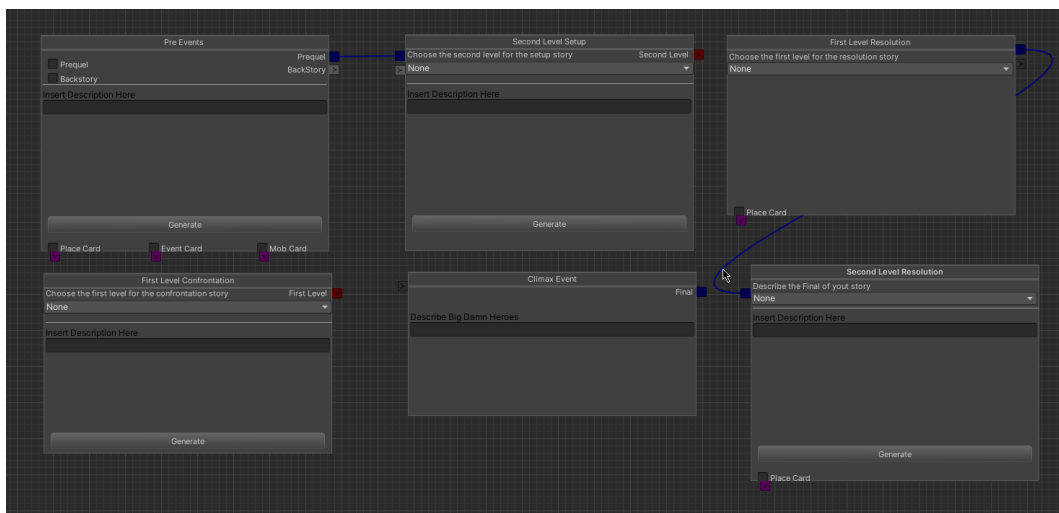 Pre Events
Prequel
Prequel
BackStory
Backstory
Insert Description Here
Generate
Place Card
Event Card
Mob Card
Second Level Setup
Choose the second level for the setup story
Second Level
None
Insert Description Here
Generate
First Level Resolution
Choose the first level for the resolution story
None
Place Card
First Level Confrontation
Choose the first level for the confrontation story
First Level
None
Insert Description Here
Generate
Climax Event
Final
Describe Big Damn Heroes
Second Level Resolution
Describe the Final of yout story
None
Insert Description Here
Generate
Place Card